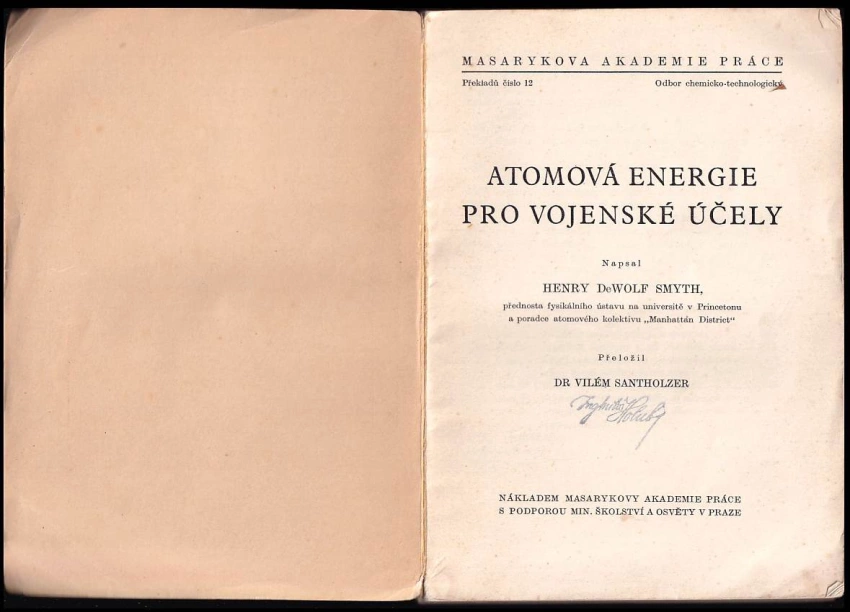 MASARYKOVA AKADEMIE PRÁCE
Překladů číslo 12 Odbor chemicko-technologický
ATOMOVÁ ENERGIE
PRO VOJENSKÉ ÚČELY
Napsal
HENRY DeWOLF SMYTH,
přednosta fysikálního ústavu na universitě v Princetonu
a poradce atomového kolektivu „Manhattán District“
Přeložil
DR VILÉM SANTHOLZER
NÁKLADEM MASARYKOVY AKADEMIE PRÁCE
S PODPOROU MIN. ŠKOLSTVÍ A OSVĚTY V PRAZE